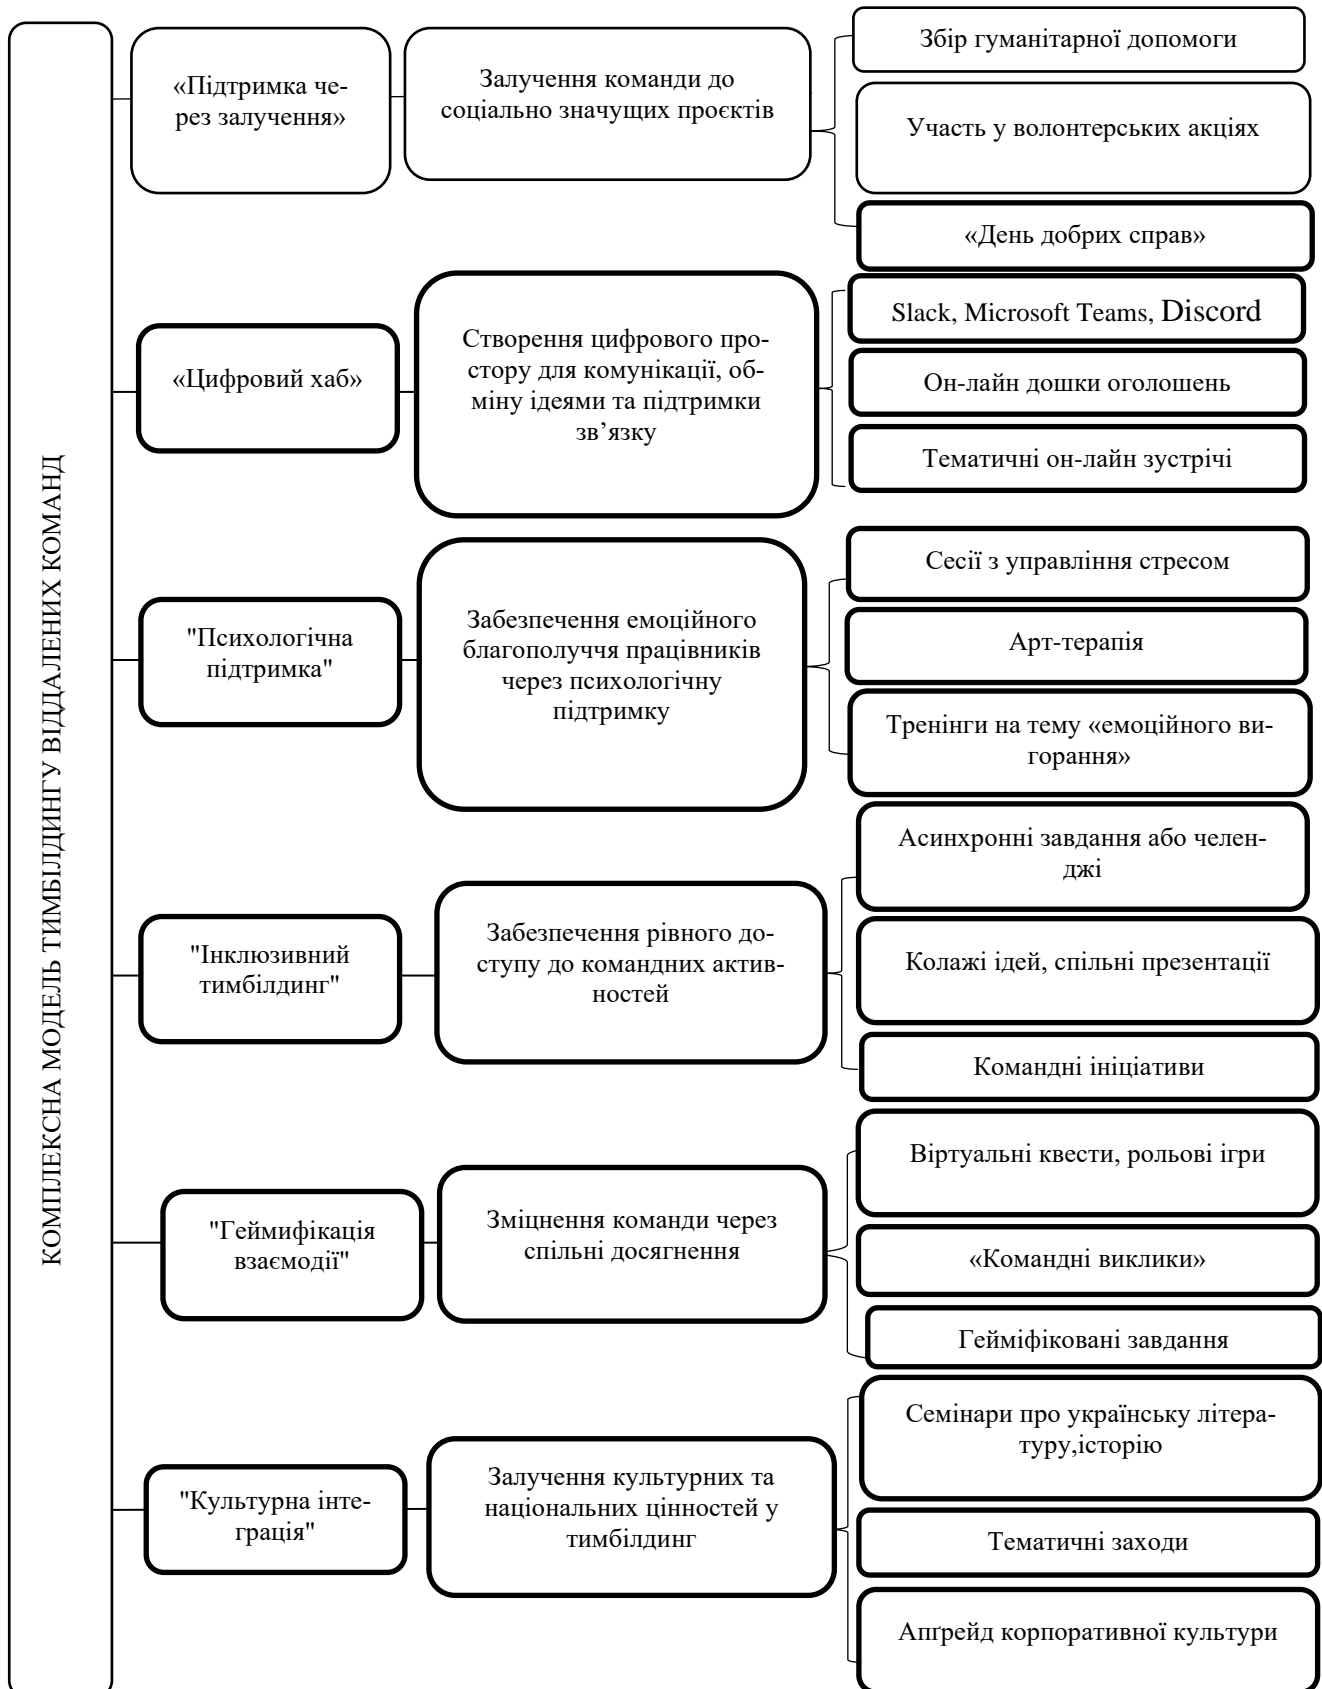 КОМПЛЕКСНА МОДЕЛЬ ТИМБІЛДИНГУ ВІДДАЛЕНИХ КОМАНД
«Підтримка че-
рез залучення»
Залучення команди до
соціально значущих проєктів
Збір гуманітарної допомоги
Участь у волонтерських акціях
«День добрих справ»
«Цифровий хаб»
Створення цифрового про-
стору для комунікації, об-
міну ідеями та підтримки
зв’язку
Slack, Microsoft Teams, Discord
Он-лайн дошки оголошень
Тематичні он-лайн зустрічі
"Психологічна
підтримка"
Забезпечення емоційного
благополуччя працівників
через психологічну
підтримку
Сесії з управління стресом
Арт-терапія
Тренінги на тему «емоційного ви-
горання»
"Інклюзивний
тимбілдинг"
Забезпечення рівного до-
ступу до командних актив-
ностей
Асинхронні завдання або челен-
джі
Колажі ідей, спільні презентації
Командні ініціативи
"Геймифікація
взаємодії"
Зміцнення команди через
спільні досягнення
Віртуальні квести, рольові ігри
«Командні виклики»
Гейміфіковані завдання
"Культурна інте-
грація"
Залучення культурних та
національних цінностей у
тимбілдинг
Семінари про українську літера-
туру,історію
Тематичні заходи
Апґрейд корпоративної культури